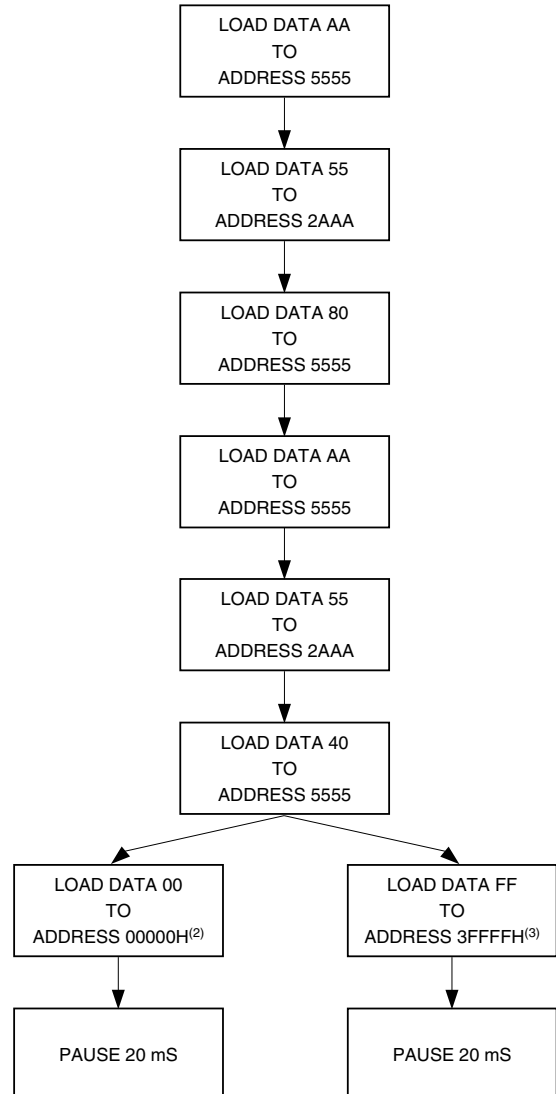 LOAD DATA AA
TO
ADDRESS 5555
LOAD DATA 55
TO
ADDRESS 2AAA
LOAD DATA 80
TO
ADDRESS 5555
LOAD DATA AA
TO
ADDRESS 5555
LOAD DATA 55
TO
ADDRESS 2AAA
LOAD DATA 40
TO
ADDRESS 5555
LOAD DATA 00
TO
ADDRESS 00000H(2)
LOAD DATA FF
TO
ADDRESS 3FFFFH(3)
PAUSE 20 mS
PAUSE 20 mS